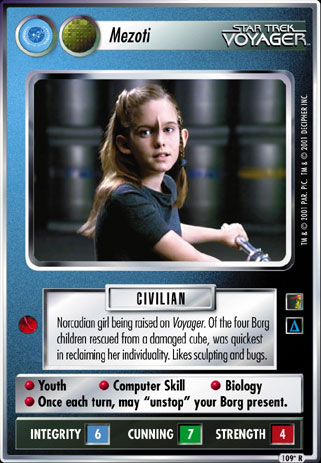 Mezoti
STAR TREK
VOYAGER
TM & © 2001 PAR. PIC. TM & © 2001 DECIPHER INC.
CIVILIAN
Norcadian girl being raised on Voyager. Of the four Borg
children rescued from a damaged cube, was quickest
in reclaiming her individuality. Likes sculpting and bugs.
• Youth • Computer Skill • Biology
• Once each turn, may "unstop" your Borg present.
INTEGRITY 6 CUNNING 7 STRENGTH 4
109⁺ R